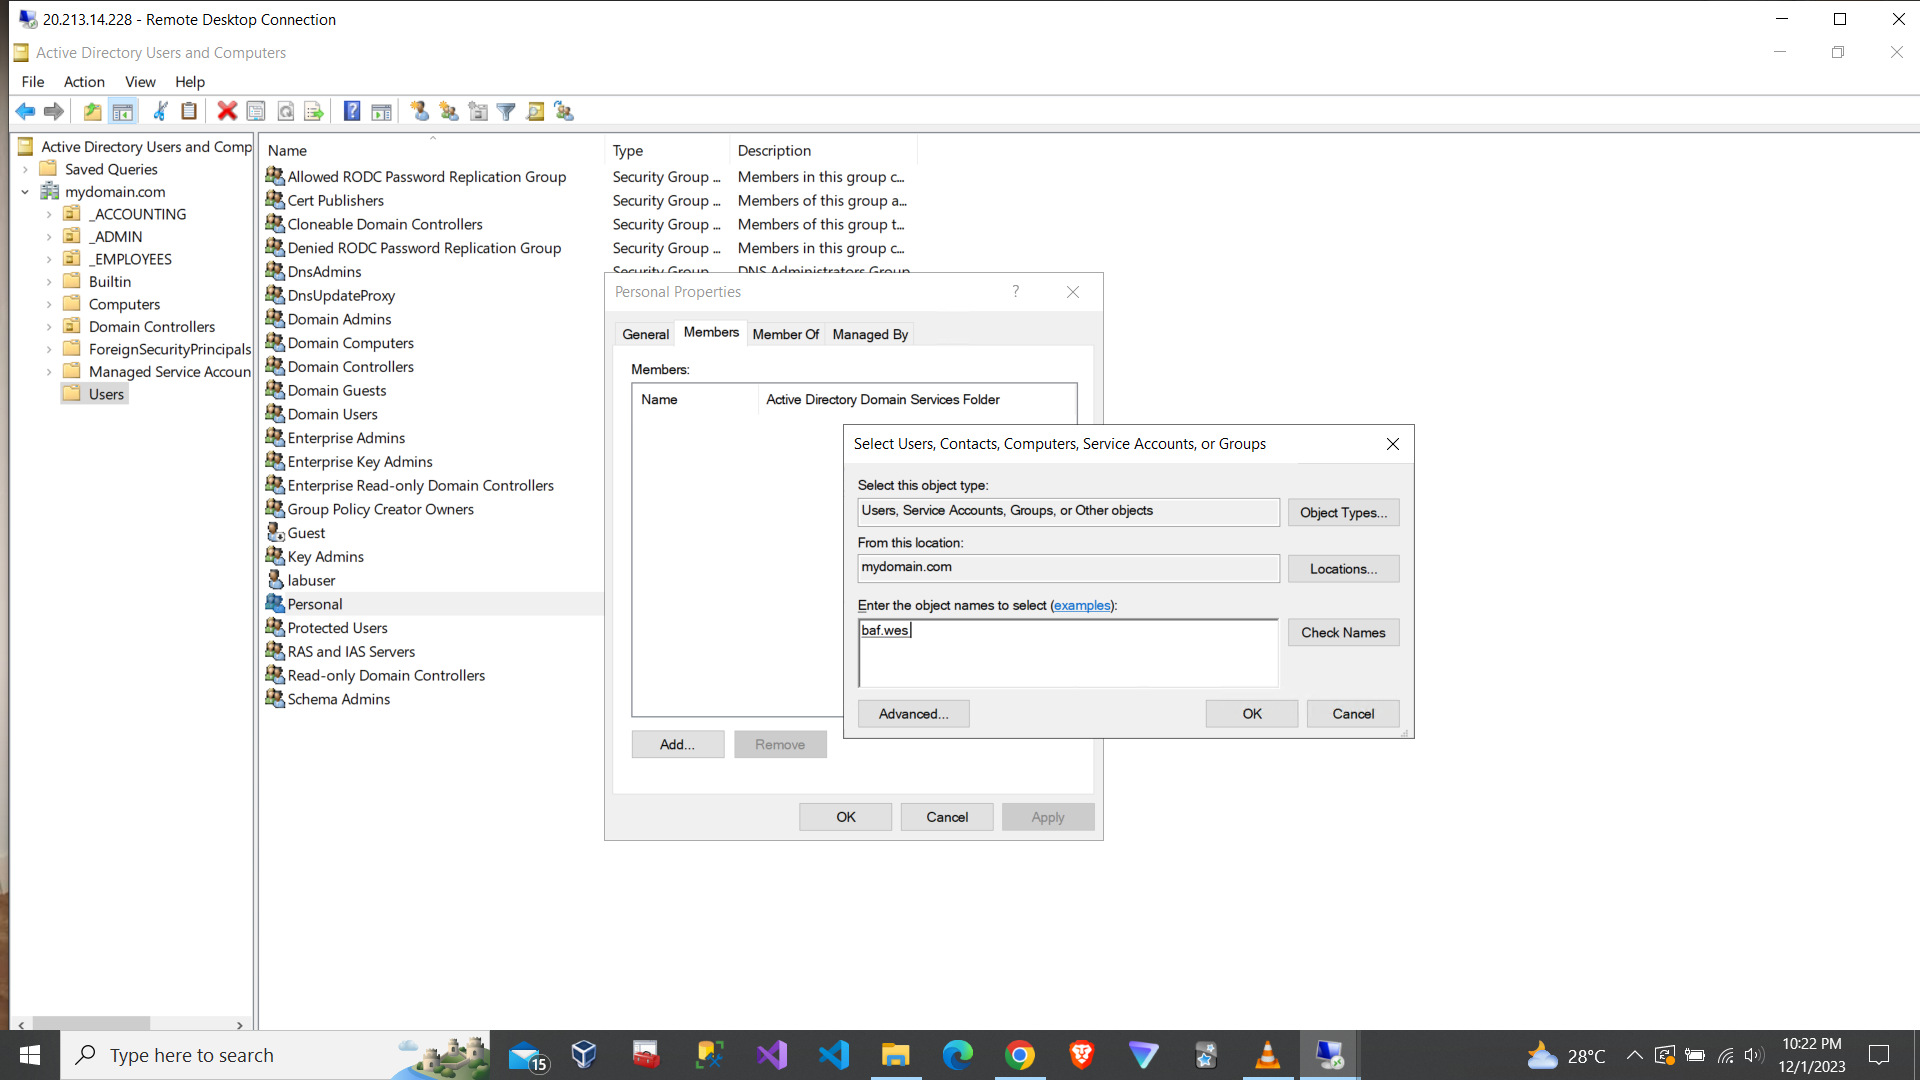 20.213.14.228 - Remote Desktop Connection
Active Directory Users and Computers
File Action View Help
Active Directory Users and Comp
Saved Queries
mydomain.com
_ACCOUNTING
_ADMIN
_EMPLOYEES
Builtin
Computers
Domain Controllers
ForeignSecurityPrincipals
Managed Service Accoun
Users
Name Type Description
Allowed RODC Password Replication Group Security Group ... Members in this group c...
Cert Publishers Security Group ... Members of this group a...
Cloneable Domain Controllers Security Group ... Members of this group t...
Denied RODC Password Replication Group Security Group ... Members in this group c...
DnsAdmins Security Group DNS Administrators Group
DnsUpdateProxy
Domain Admins
Domain Computers
Domain Controllers
Domain Guests
Domain Users
Enterprise Admins
Enterprise Key Admins
Enterprise Read-only Domain Controllers
Group Policy Creator Owners
Guest
Key Admins
labuser
Personal
Protected Users
RAS and IAS Servers
Read-only Domain Controllers
Schema Admins
Personal Properties ?
General Members Member Of Managed By
Members:
Name Active Directory Domain Services Folder
Add... Remove
OK Cancel Apply
Select Users, Contacts, Computers, Service Accounts, or Groups
Select this object type:
Users, Service Accounts, Groups, or Other objects Object Types...
From this location:
mydomain.com Locations...
Enter the object names to select (examples):
baf.wes Check Names
Advanced... OK Cancel
Type here to search
15
28°C
10:22 PM
12/1/2023